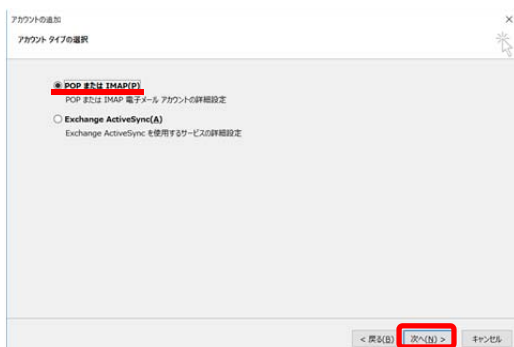 アカウントの追加
アカウント タイプの選択
POP または IMAP(P)
POP または IMAP 電子メール アカウントの詳細設定
Exchange ActiveSync(A)
Exchange ActiveSync を使用するサービスの詳細設定
< 戻る(B) 次へ(N) > キャンセル